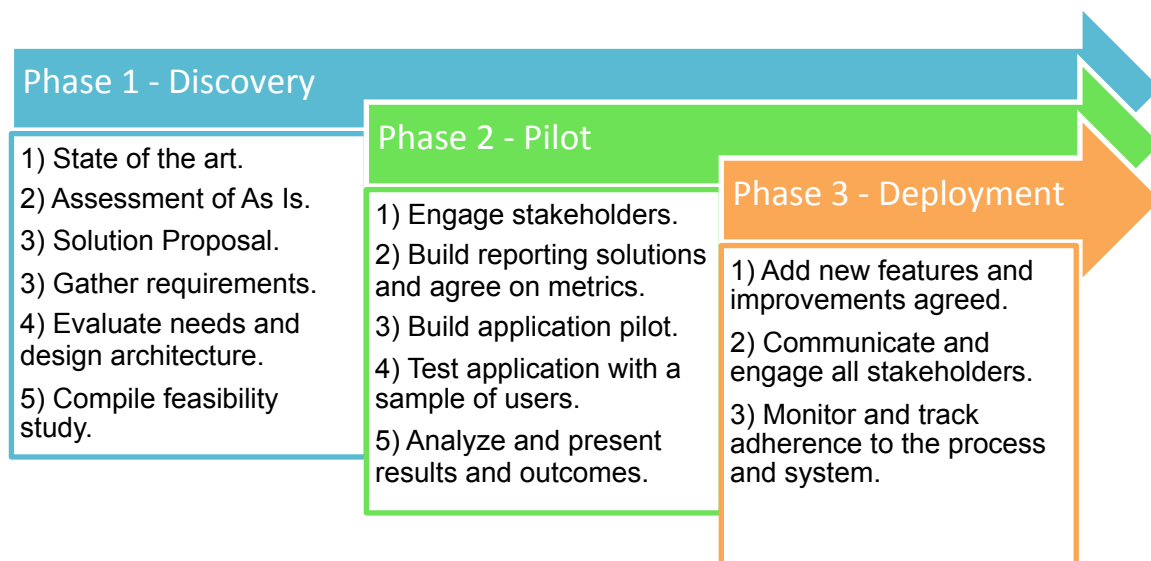 Phase 1 - Discovery
1) State of the art.
2) Assessment of As Is.
3) Solution Proposal.
3) Gather requirements.
4) Evaluate needs and
design architecture.
5) Compile feasibility
study.
Phase 2 - Pilot
1) Engage stakeholders.
2) Build reporting solutions
and agree on metrics.
3) Build application pilot.
4) Test application with a
sample of users.
5) Analyze and present
results and outcomes.
Phase 3 - Deployment
1) Add new features and
improvements agreed.
2) Communicate and
engage all stakeholders.
3) Monitor and track
adherence to the process
and system.